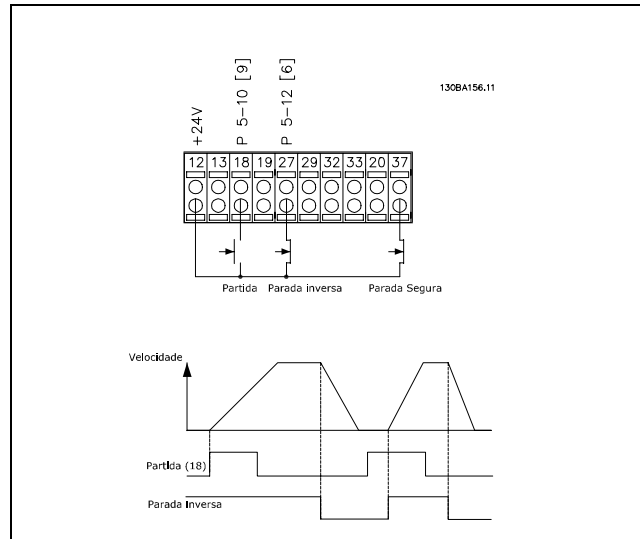 130BA156.11
+24V
P 5-10 [9]
P 5-12 [6]
12 13 18 19 27 29 32 33 20 37
Partida Parada inversa Parada Segura
Velocidade
Partida (18)
Parada Inversa